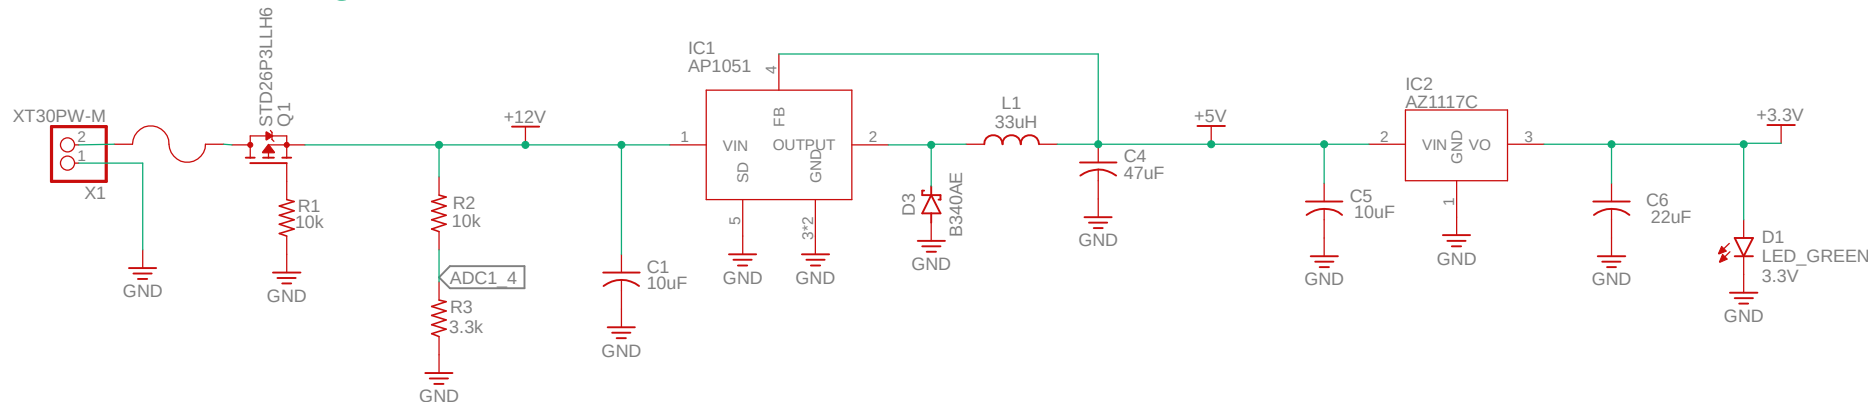 XT30PW-M
2
1
X1
GND
STD26P3LLH6
Q1
R1
10k
GND
R2
10k
ADC1_4
R3
3.3k
GND
+12V
C1
10uF
GND
IC1
AP1051
4
FB
1
VIN
OUTPUT
2
SD
GND
5
3*2
GND
GND
D3
B340AE
GND
L1
33uH
C4
47uF
GND
+5V
C5
10uF
GND
IC2
AZ1117C
2
VIN
GND
VO
3
1
GND
C6
22uF
GND
+3.3V
D1
LED_GREEN
3.3V
GND